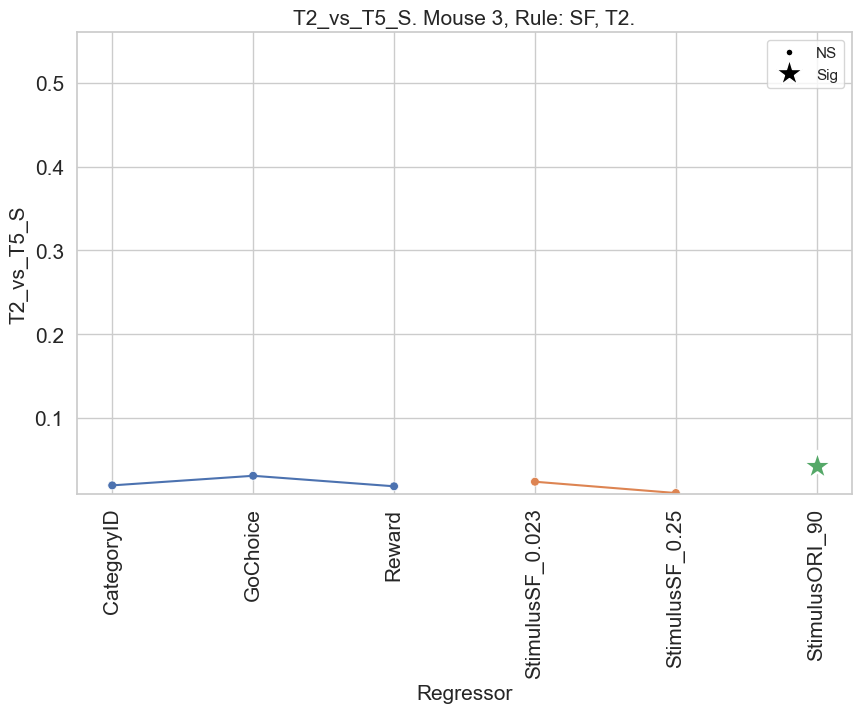 T2_vs_T5_S. Mouse 3, Rule: SF, T2.
NS
Sig
0.5
0.4
0.3
0.2
0.1
T2_vs_T5_S
CategoryID
GoChoice
Reward
StimulusSF_0.023
StimulusSF_0.25
StimulusORI_90
Regressor